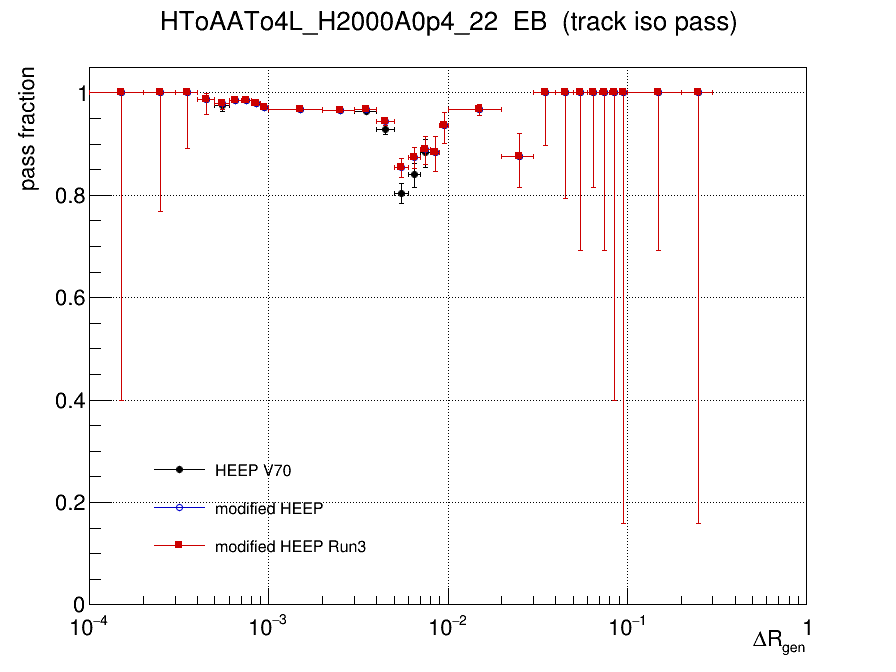 HToAATo4L_H2000A0p4_22 EB (track iso pass)
pass fraction
1
0.8
0.6
0.4
0.2
0
HEEP V70
modified HEEP
modified HEEP Run3
10⁻⁴ 10⁻³ 10⁻² 10⁻¹ 1
ΔR_gen